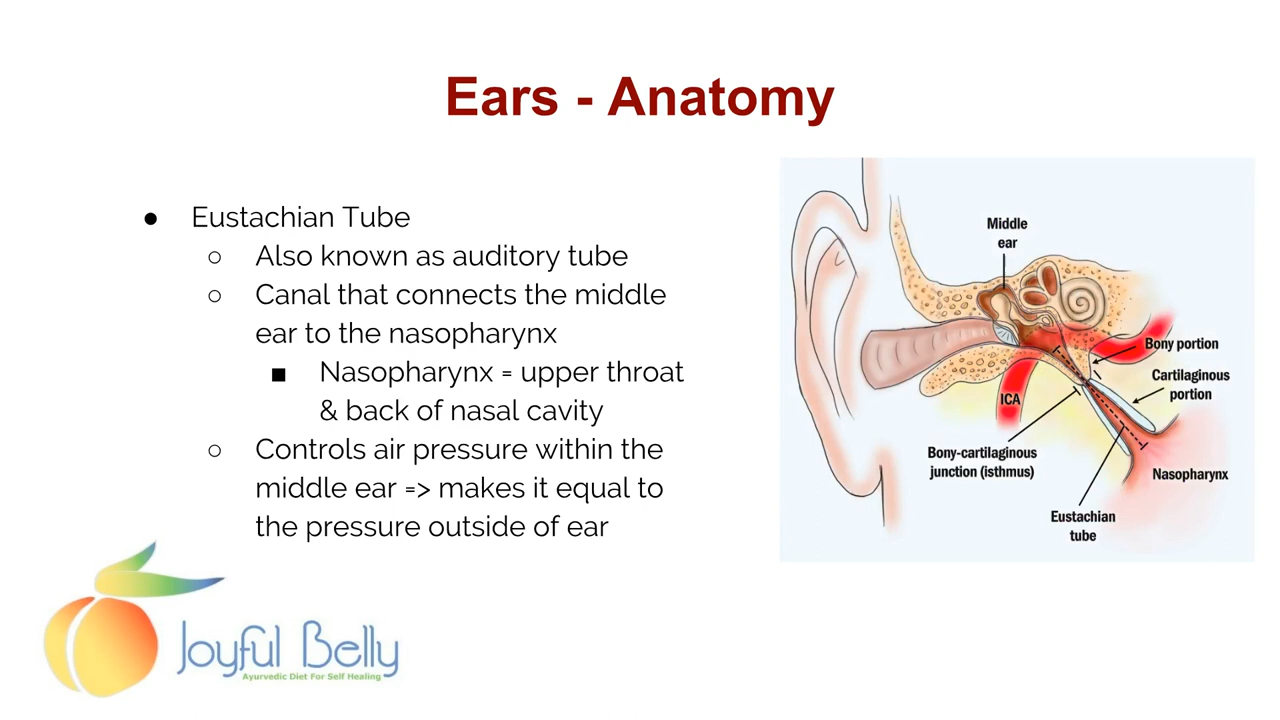 Ears - Anatomy
● Eustachian Tube
○ Also known as auditory tube
○ Canal that connects the middle
ear to the nasopharynx
■ Nasopharynx = upper throat
& back of nasal cavity
○ Controls air pressure within the
middle ear => makes it equal to
the pressure outside of ear
Middle
ear
Bony portion
Cartilaginous
portion
ICA
Bony-cartilaginous
junction (isthmus)
Nasopharynx
Eustachian
tube
Joyful Belly
Ayurvedic Diet For Self Healing